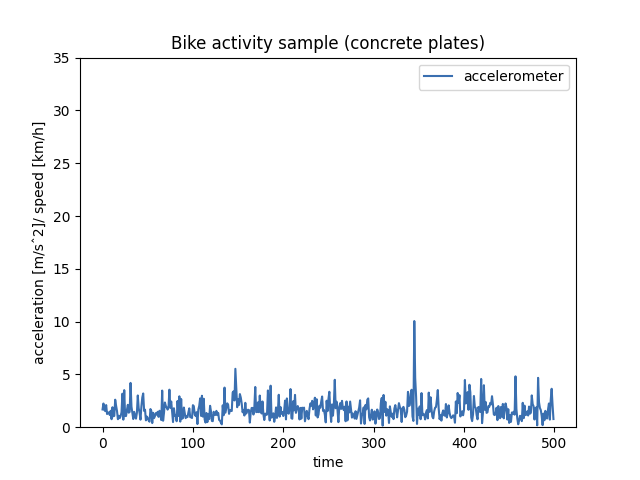 Bike activity sample (concrete plates)
accelerometer
acceleration [m/sˆ2]/ speed [km/h]
35
30
25
20
15
10
5
0
0 100 200 300 400 500
time